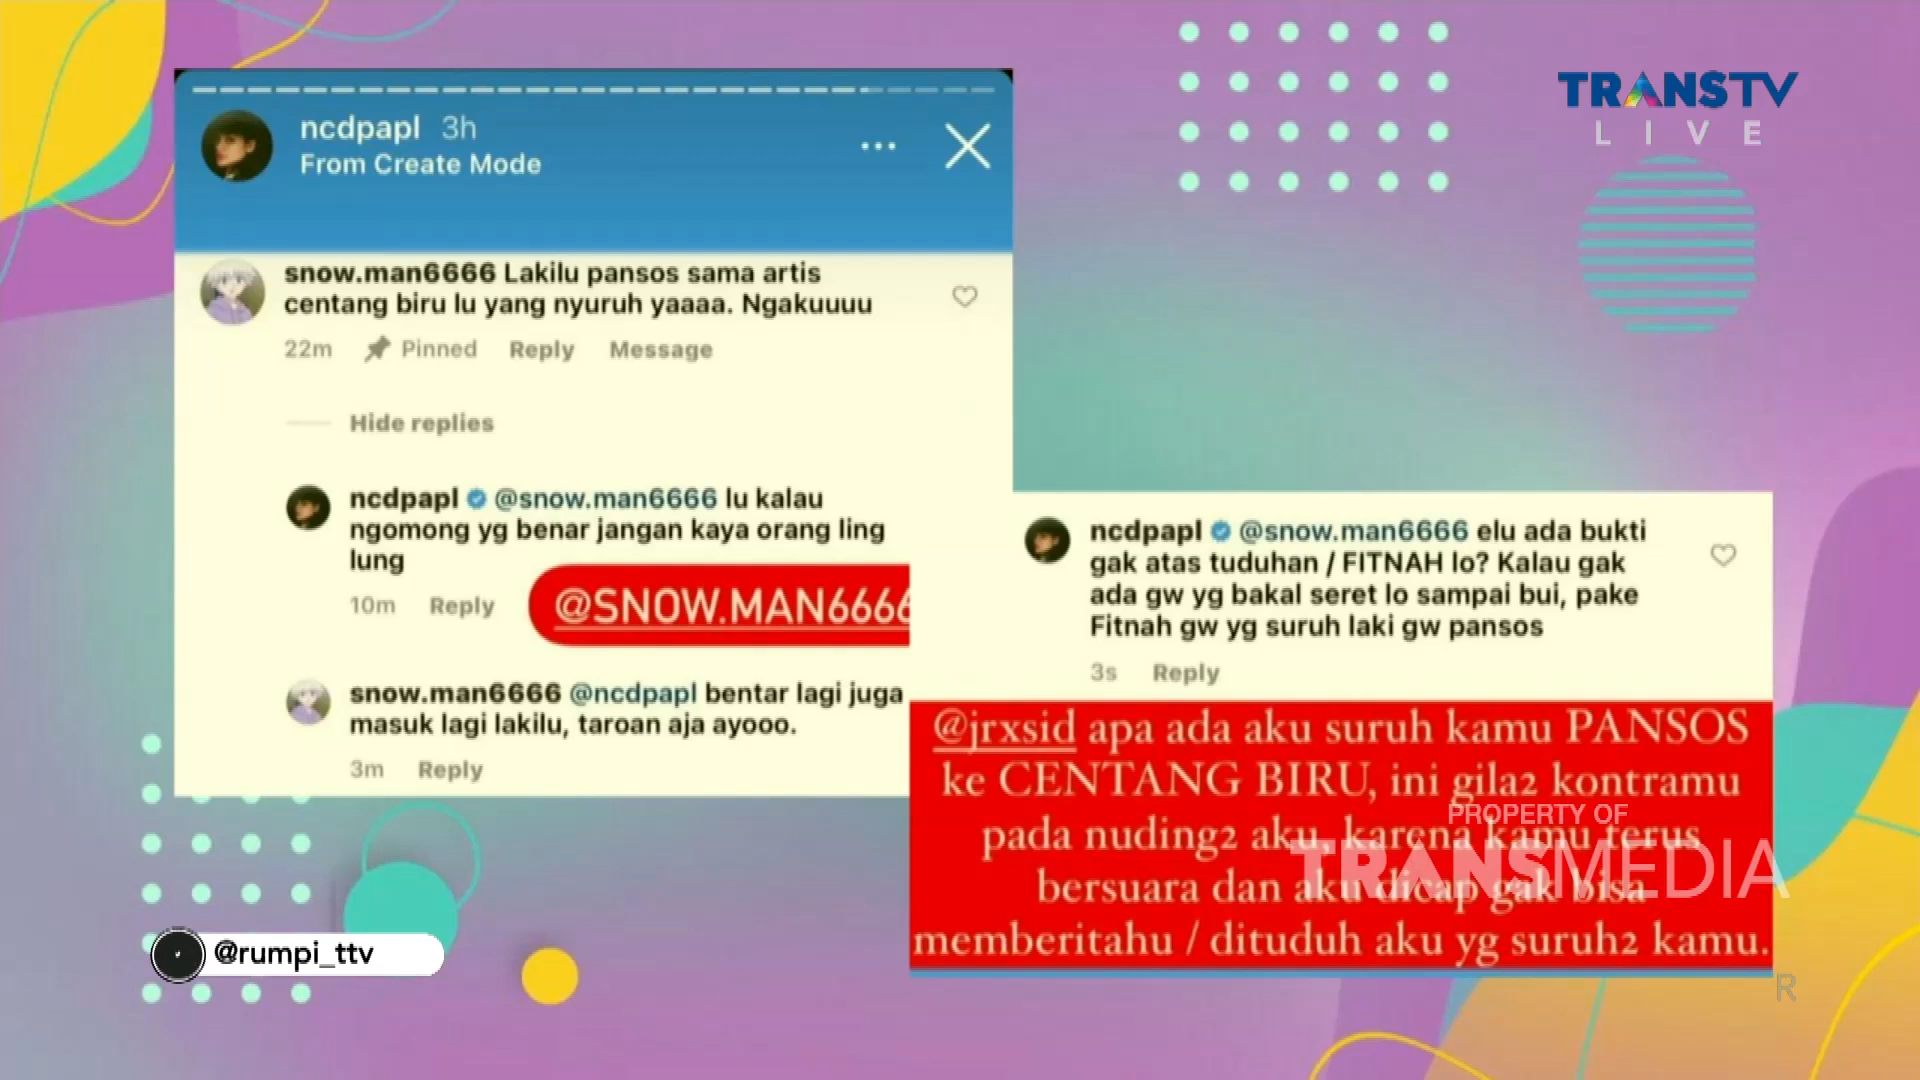 TRANSTV
LIVE
ncdpapl 3h
From Create Mode
snow.man6666 Lakilu pansos sama artis
centang biru lu yang nyuruh yaaaa. Ngakuuuu
22m Pinned Reply Message
Hide replies
ncdpapl @snow.man6666 lu kalau
ngomong yg benar jangan kaya orang ling
lung
10m Reply
@SNOW.MAN6666
snow.man6666 @ncdpapl bentar lagi juga
masuk lagi lakilu, taroan aja ayooo.
3m Reply
ncdpapl @snow.man6666 elu ada bukti
gak atas tuduhan / FITNAH lo? Kalau gak
ada gw yg bakal seret lo sampai bui, pake
Fitnah gw yg suruh laki gw pansos
3s Reply
@jrxsid apa ada aku suruh kamu PANSOS
ke CENTANG BIRU, ini gila2 kontramu
pada nuding2 aku, karena kamu terus
bersuara dan aku dicap gak bisa
memberitahu / dituduh aku yg suruh2 kamu.
PROPERTY OF
TRANSMEDIA
@rumpi_ttv
R